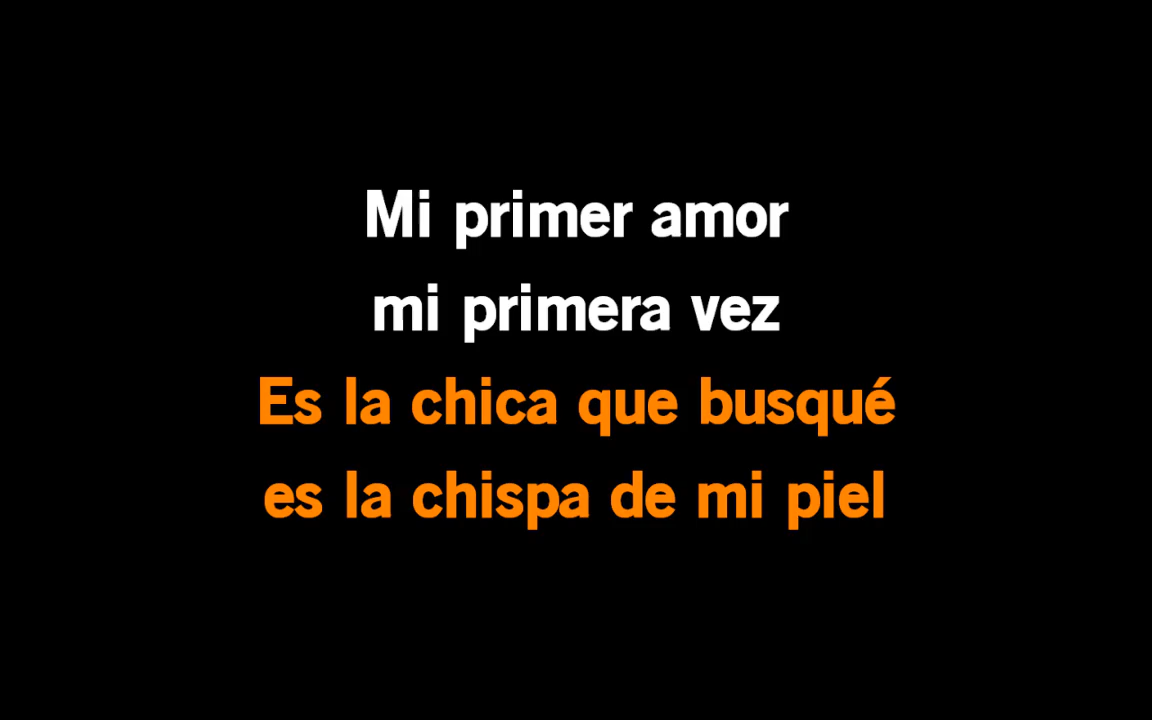 Mi primer amor
mi primera vez
Es la chica que busqué
es la chispa de mi piel